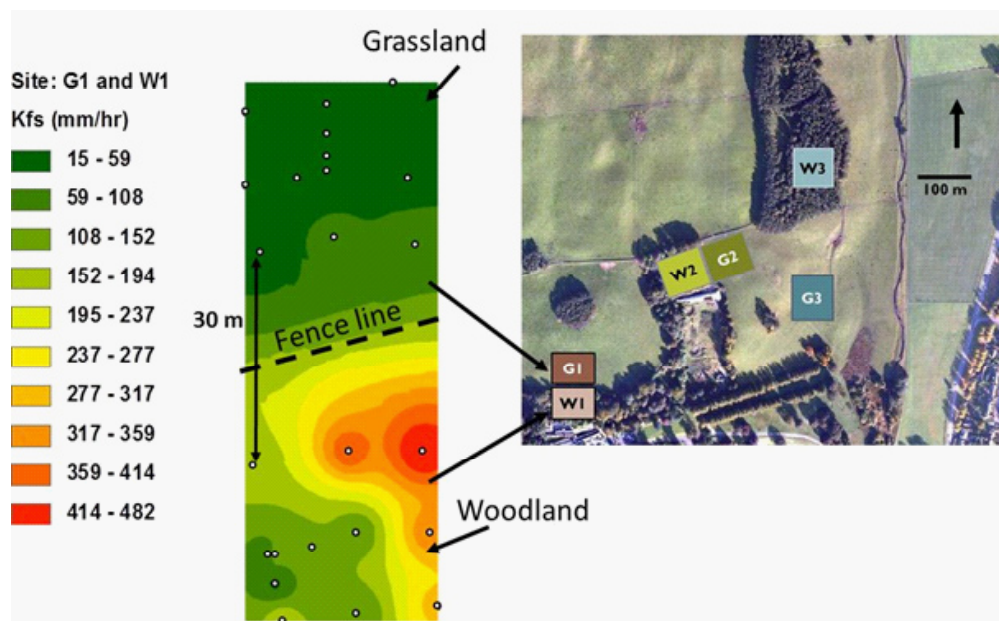 Grassland
Site: G1 and W1
Kfs (mm/hr)
15 - 59
59 - 108
108 - 152
152 - 194
195 - 237
237 - 277
277 - 317
317 - 359
359 - 414
414 - 482
30 m
Fence line
Woodland
W3
100 m
W2
G2
G3
G1
W1